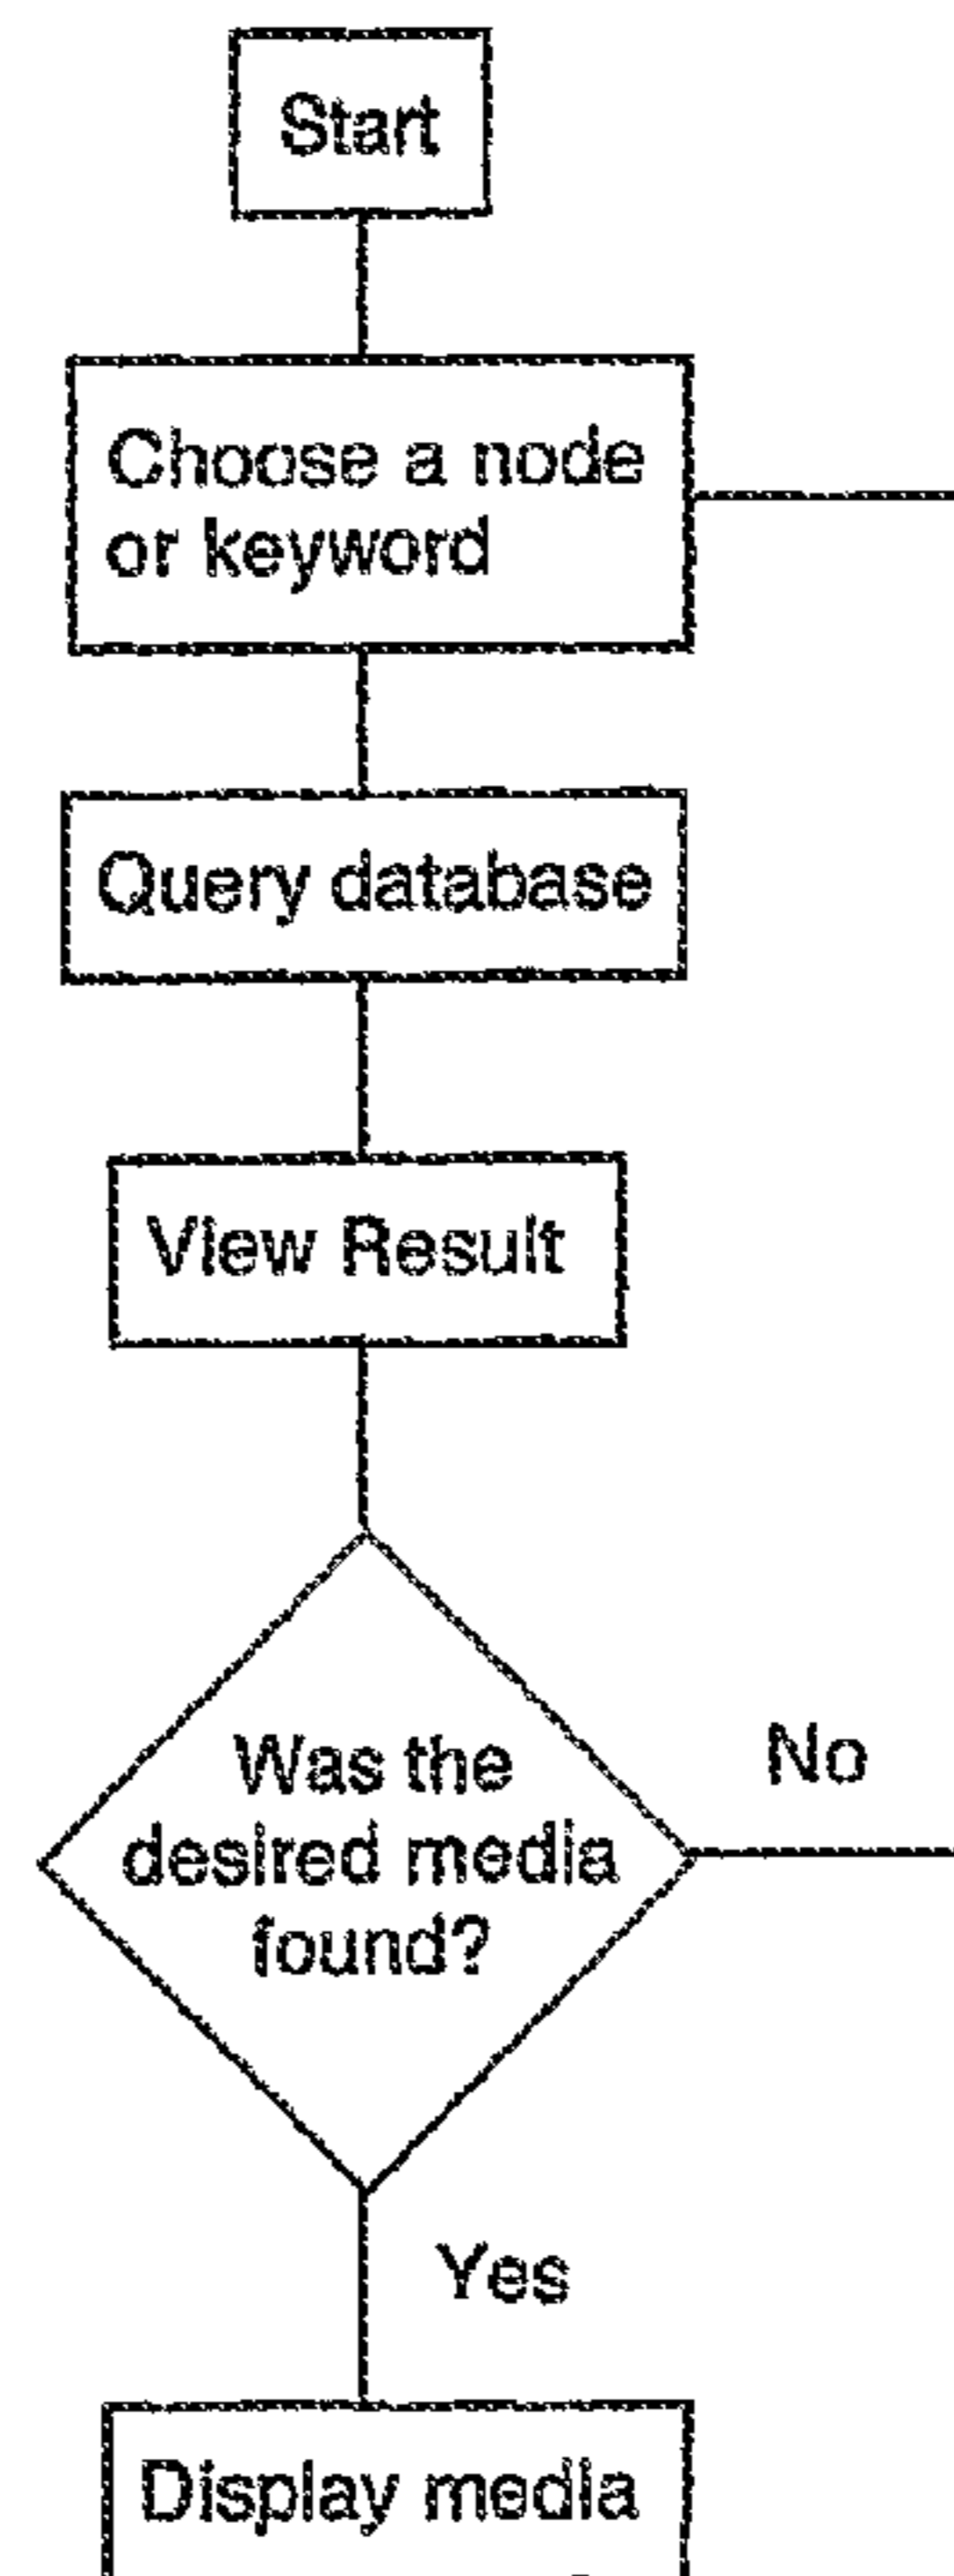 Start
Choose a node
or keyword
Query database
View Result
Was the
desired media
found?
No
Yes
Display media